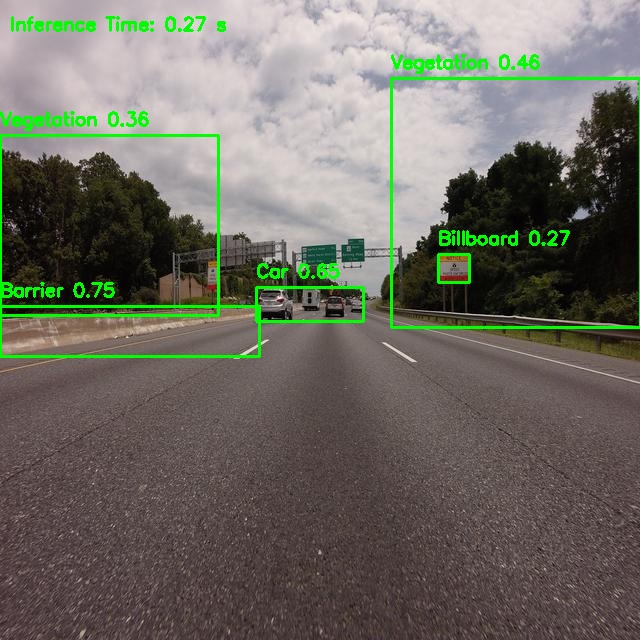 Inference Time: 0.27 s
Vegetation 0.46
Vegetation 0.36
Billboard 0.27
Car 0.65
Barrier 0.75
NOTICE